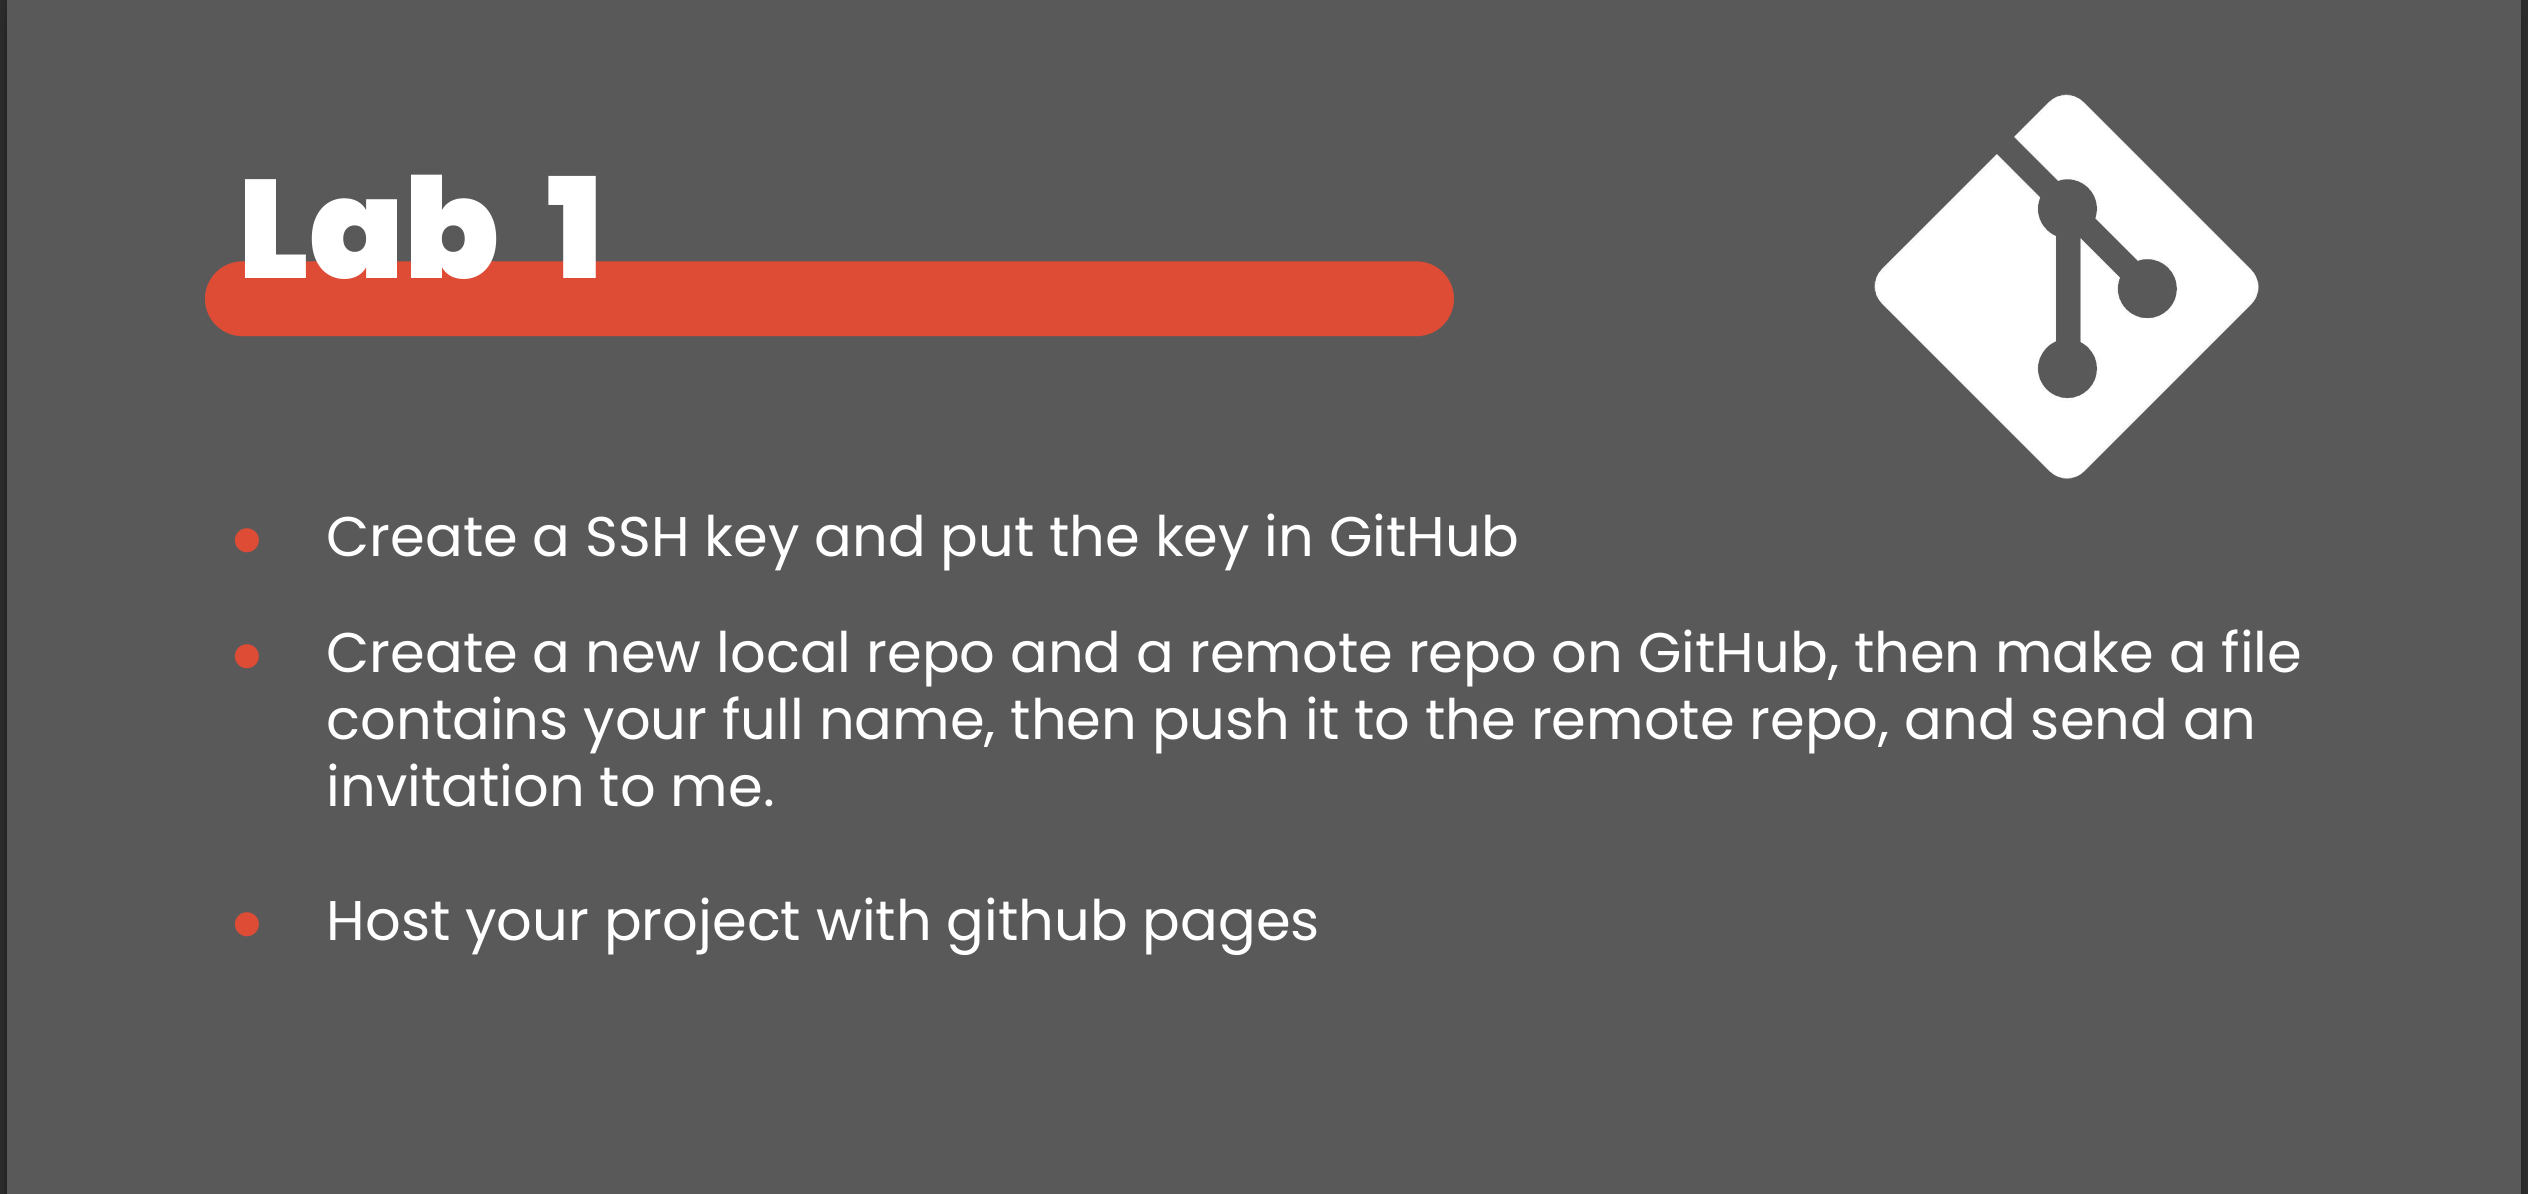 Lab 1
Create a SSH key and put the key in GitHub
Create a new local repo and a remote repo on GitHub, then make a file
contains your full name, then push it to the remote repo, and send an
invitation to me.
Host your project with github pages